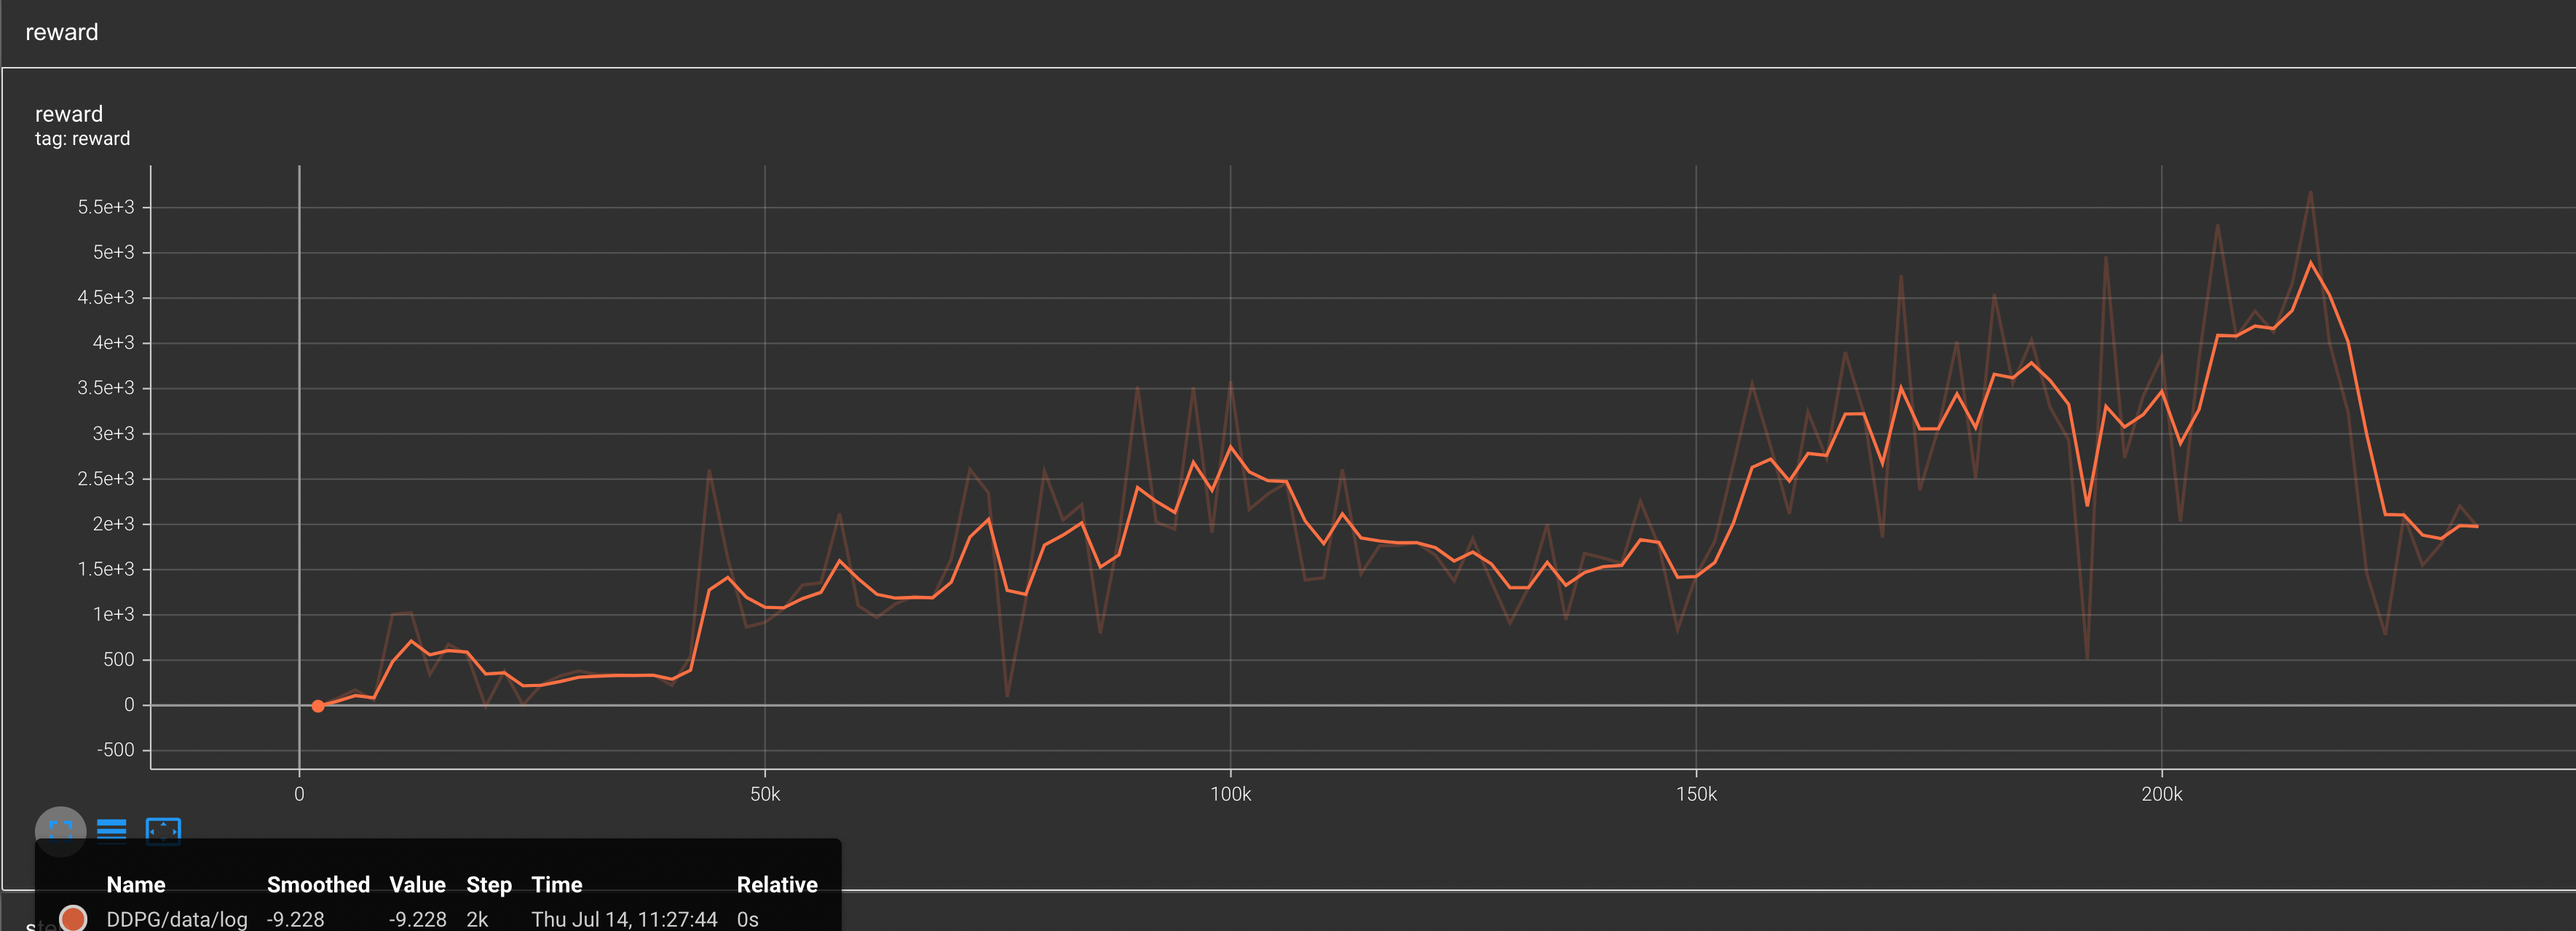 reward
reward
tag: reward
5.5e+3
5e+3
4.5e+3
4e+3
3.5e+3
3e+3
2.5e+3
2e+3
1.5e+3
1e+3
500
0
-500
0 50k 100k 150k 200k
Name Smoothed Value Step Time Relative
DDPG/data/log -9.228 -9.228 2k Thu Jul 14, 11:27:44 0s